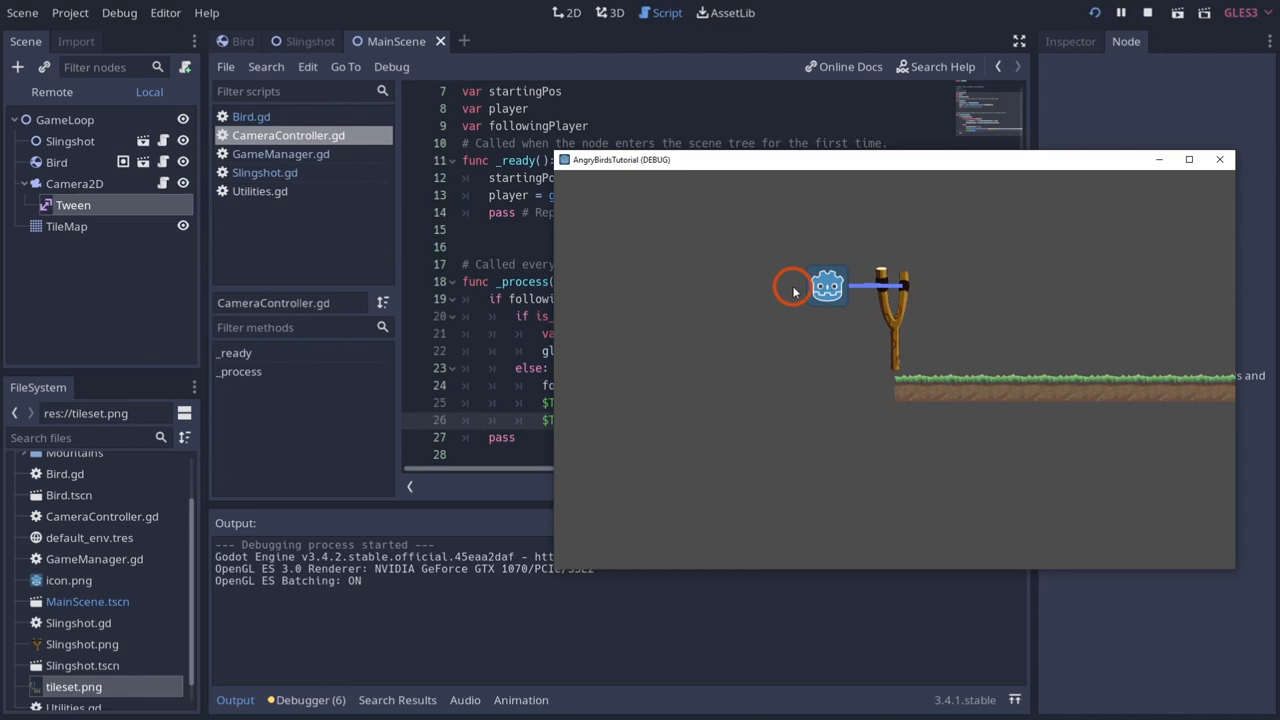 Scene Project Debug Editor Help
2D 3D Script AssetLib
GLES3
Scene Import
Filter nodes
Remote Local
GameLoop
Slingshot
Bird
Camera2D
Tween
TileMap
FileSystem
res://tileset.png
Search files
Mountains
Bird.gd
Bird.tscn
CameraController.gd
default_env.tres
GameManager.gd
icon.png
MainScene.tscn
Slingshot.gd
Slingshot.png
Slingshot.tscn
tileset.png
Utilities.gd
Bird Slingshot MainScene
File Search Edit Go To Debug
Online Docs Search Help
Filter scripts
Bird.gd
CameraController.gd
GameManager.gd
Slingshot.gd
Utilities.gd
CameraController.gd
Filter methods
_ready
_process
7 var startingPos
8 var player
9 var followingPlayer
10 # Called when the node enters the scene tree for the first time.
11 func _ready():
12 startingPo
13 player = g
14 pass # Rep
15
16
17 # Called every
18 func _process(
19 if followi
20 if is_
21 va
22 gl
23 else:
24 fo
25 $T
26 $T
27 pass
28
AngryBirdsTutorial (DEBUG)
s and
Output:
--- Debugging process started ---
Godot Engine v3.4.2.stable.official.45eaa2daf - htt
OpenGL ES 3.0 Renderer: NVIDIA GeForce GTX 1070/PCIe/SSE2
OpenGL ES Batching: ON
Output Debugger (6) Search Results Audio Animation
3.4.1.stable
Inspector Node